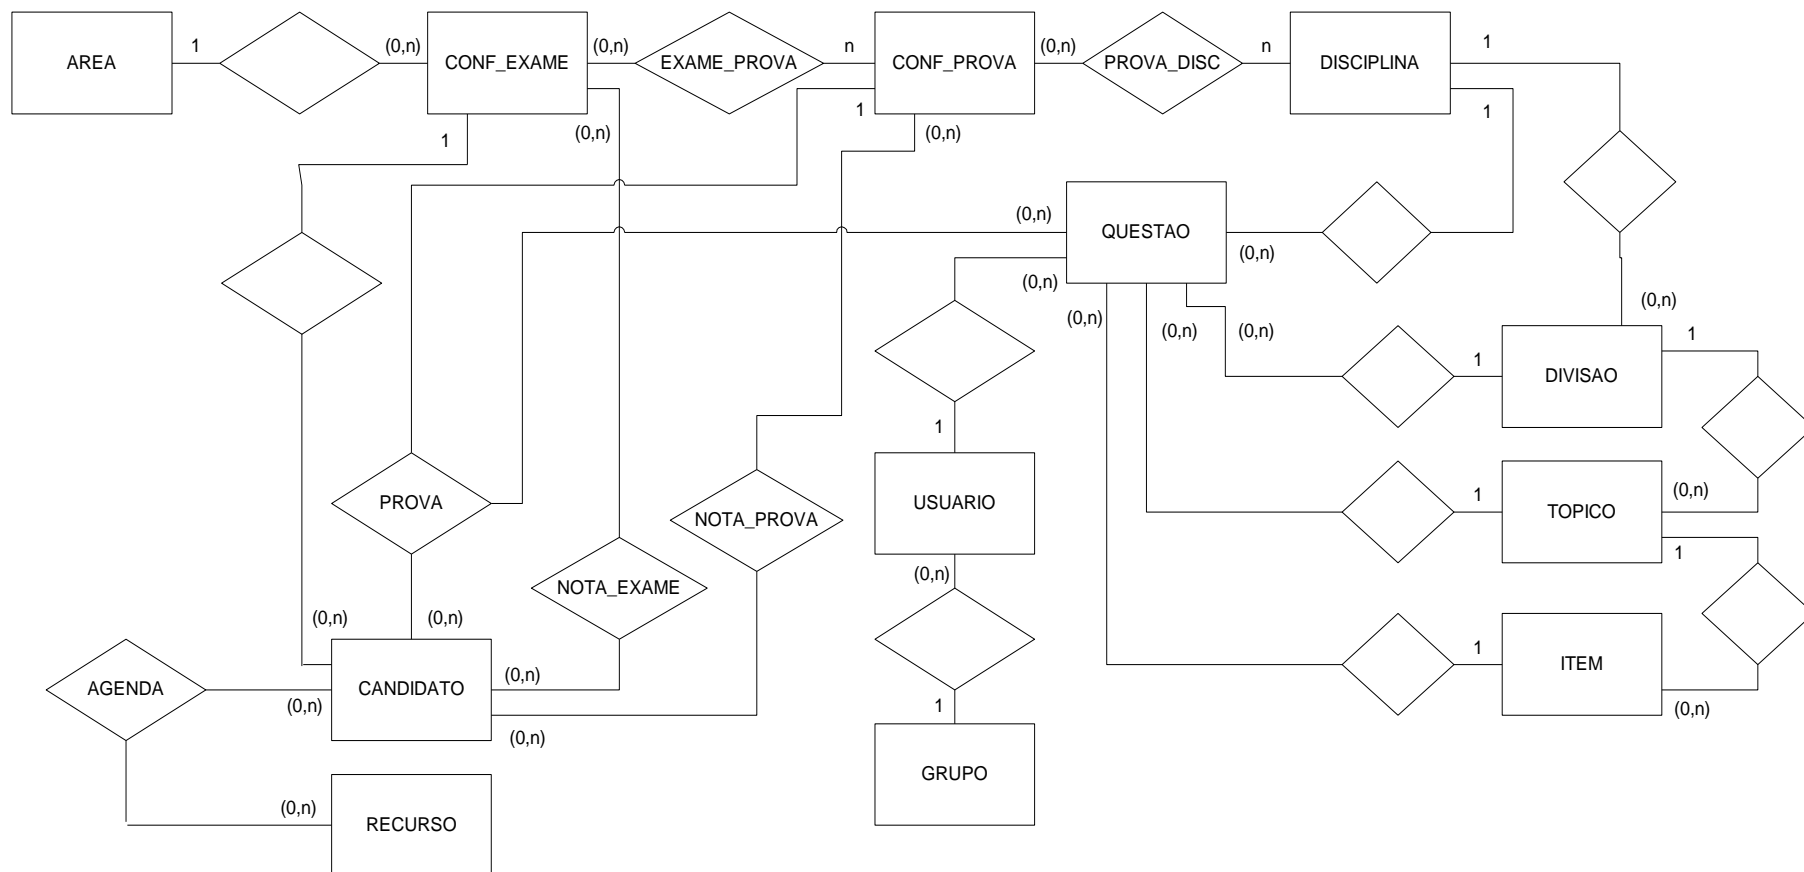 AREA
1
(0,n)
CONF_EXAME
(0,n)
EXAME_PROVA
n
CONF_PROVA
(0,n)
PROVA_DISC
n
DISCIPLINA
1
1
(0,n)
1
(0,n)
1
(0,n)
QUESTAO
(0,n)
(0,n)
(0,n)
(0,n)
(0,n)
(0,n)
1
DIVISAO
1
1
USUARIO
PROVA
NOTA_PROVA
1
TOPICO
(0,n)
1
(0,n)
NOTA_EXAME
(0,n)
(0,n)
1
ITEM
(0,n)
AGENDA
(0,n)
CANDIDATO
(0,n)
(0,n)
1
GRUPO
(0,n)
RECURSO